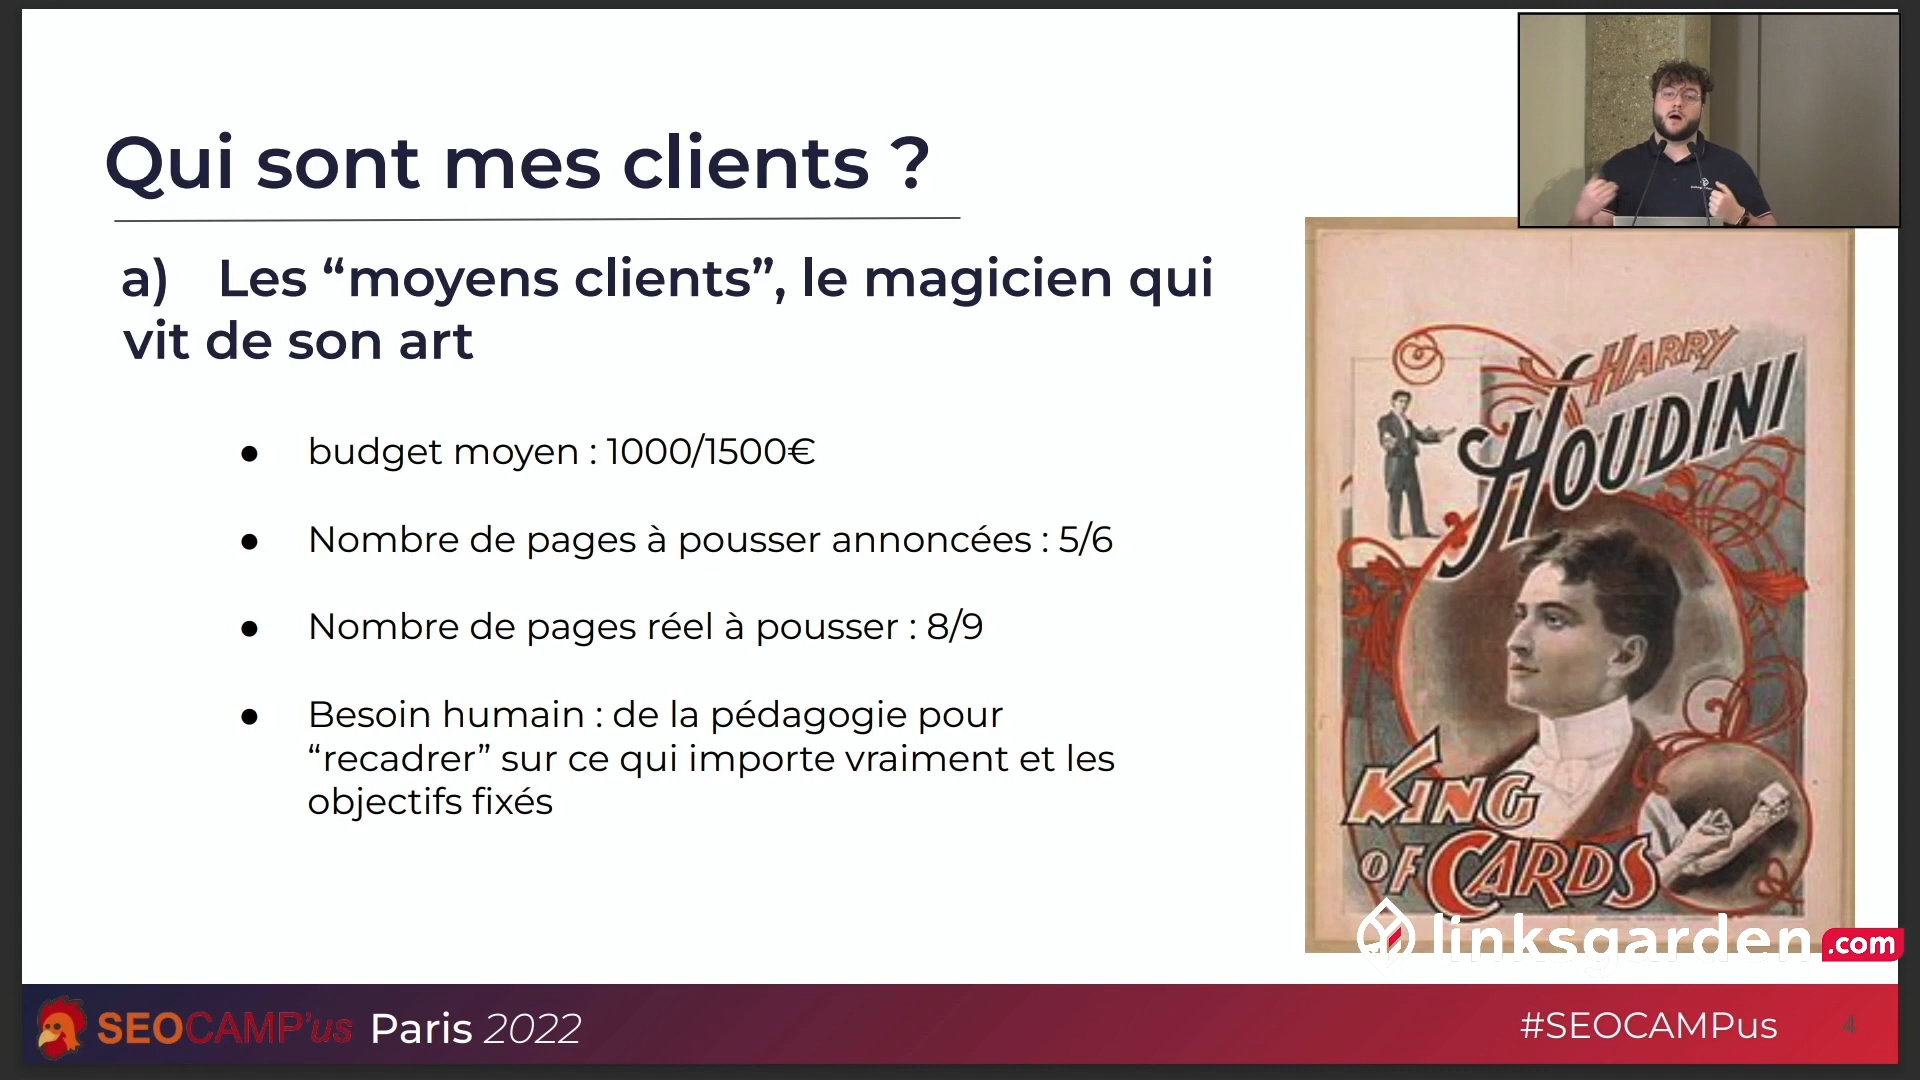 Qui sont mes clients ?
a) Les “moyens clients”, le magicien qui
vit de son art
● budget moyen : 1000/1500€
● Nombre de pages à pousser annoncées : 5/6
● Nombre de pages réel à pousser : 8/9
● Besoin humain : de la pédagogie pour
“recadrer” sur ce qui importe vraiment et les
objectifs fixés
HARRY
HOUDINI
KING
OF CARDS
linksgarden.com
SEOCAMP'us Paris 2022
#SEOCAMPus
4